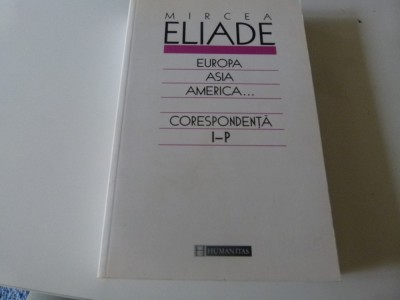 MIRCEA
ELIADE
EUROPA
ASIA
AMERICA...
CORESPONDENȚĂ
I–P
HUMANITAS